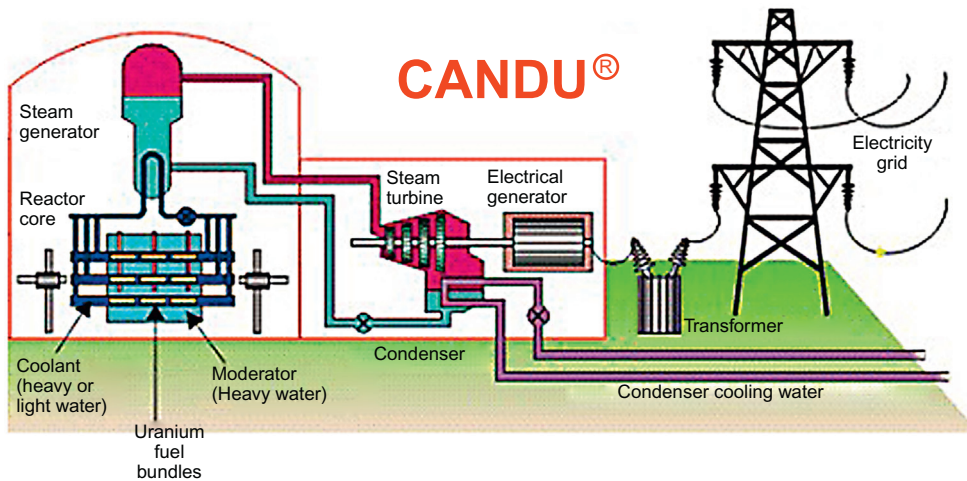 CANDU®
Steam
generator
Reactor
core
Steam
turbine
Electrical
generator
Electricity
grid
Transformer
Condenser
Condenser cooling water
Coolant
(heavy or
light water)
Moderator
(Heavy water)
Uranium
fuel
bundles